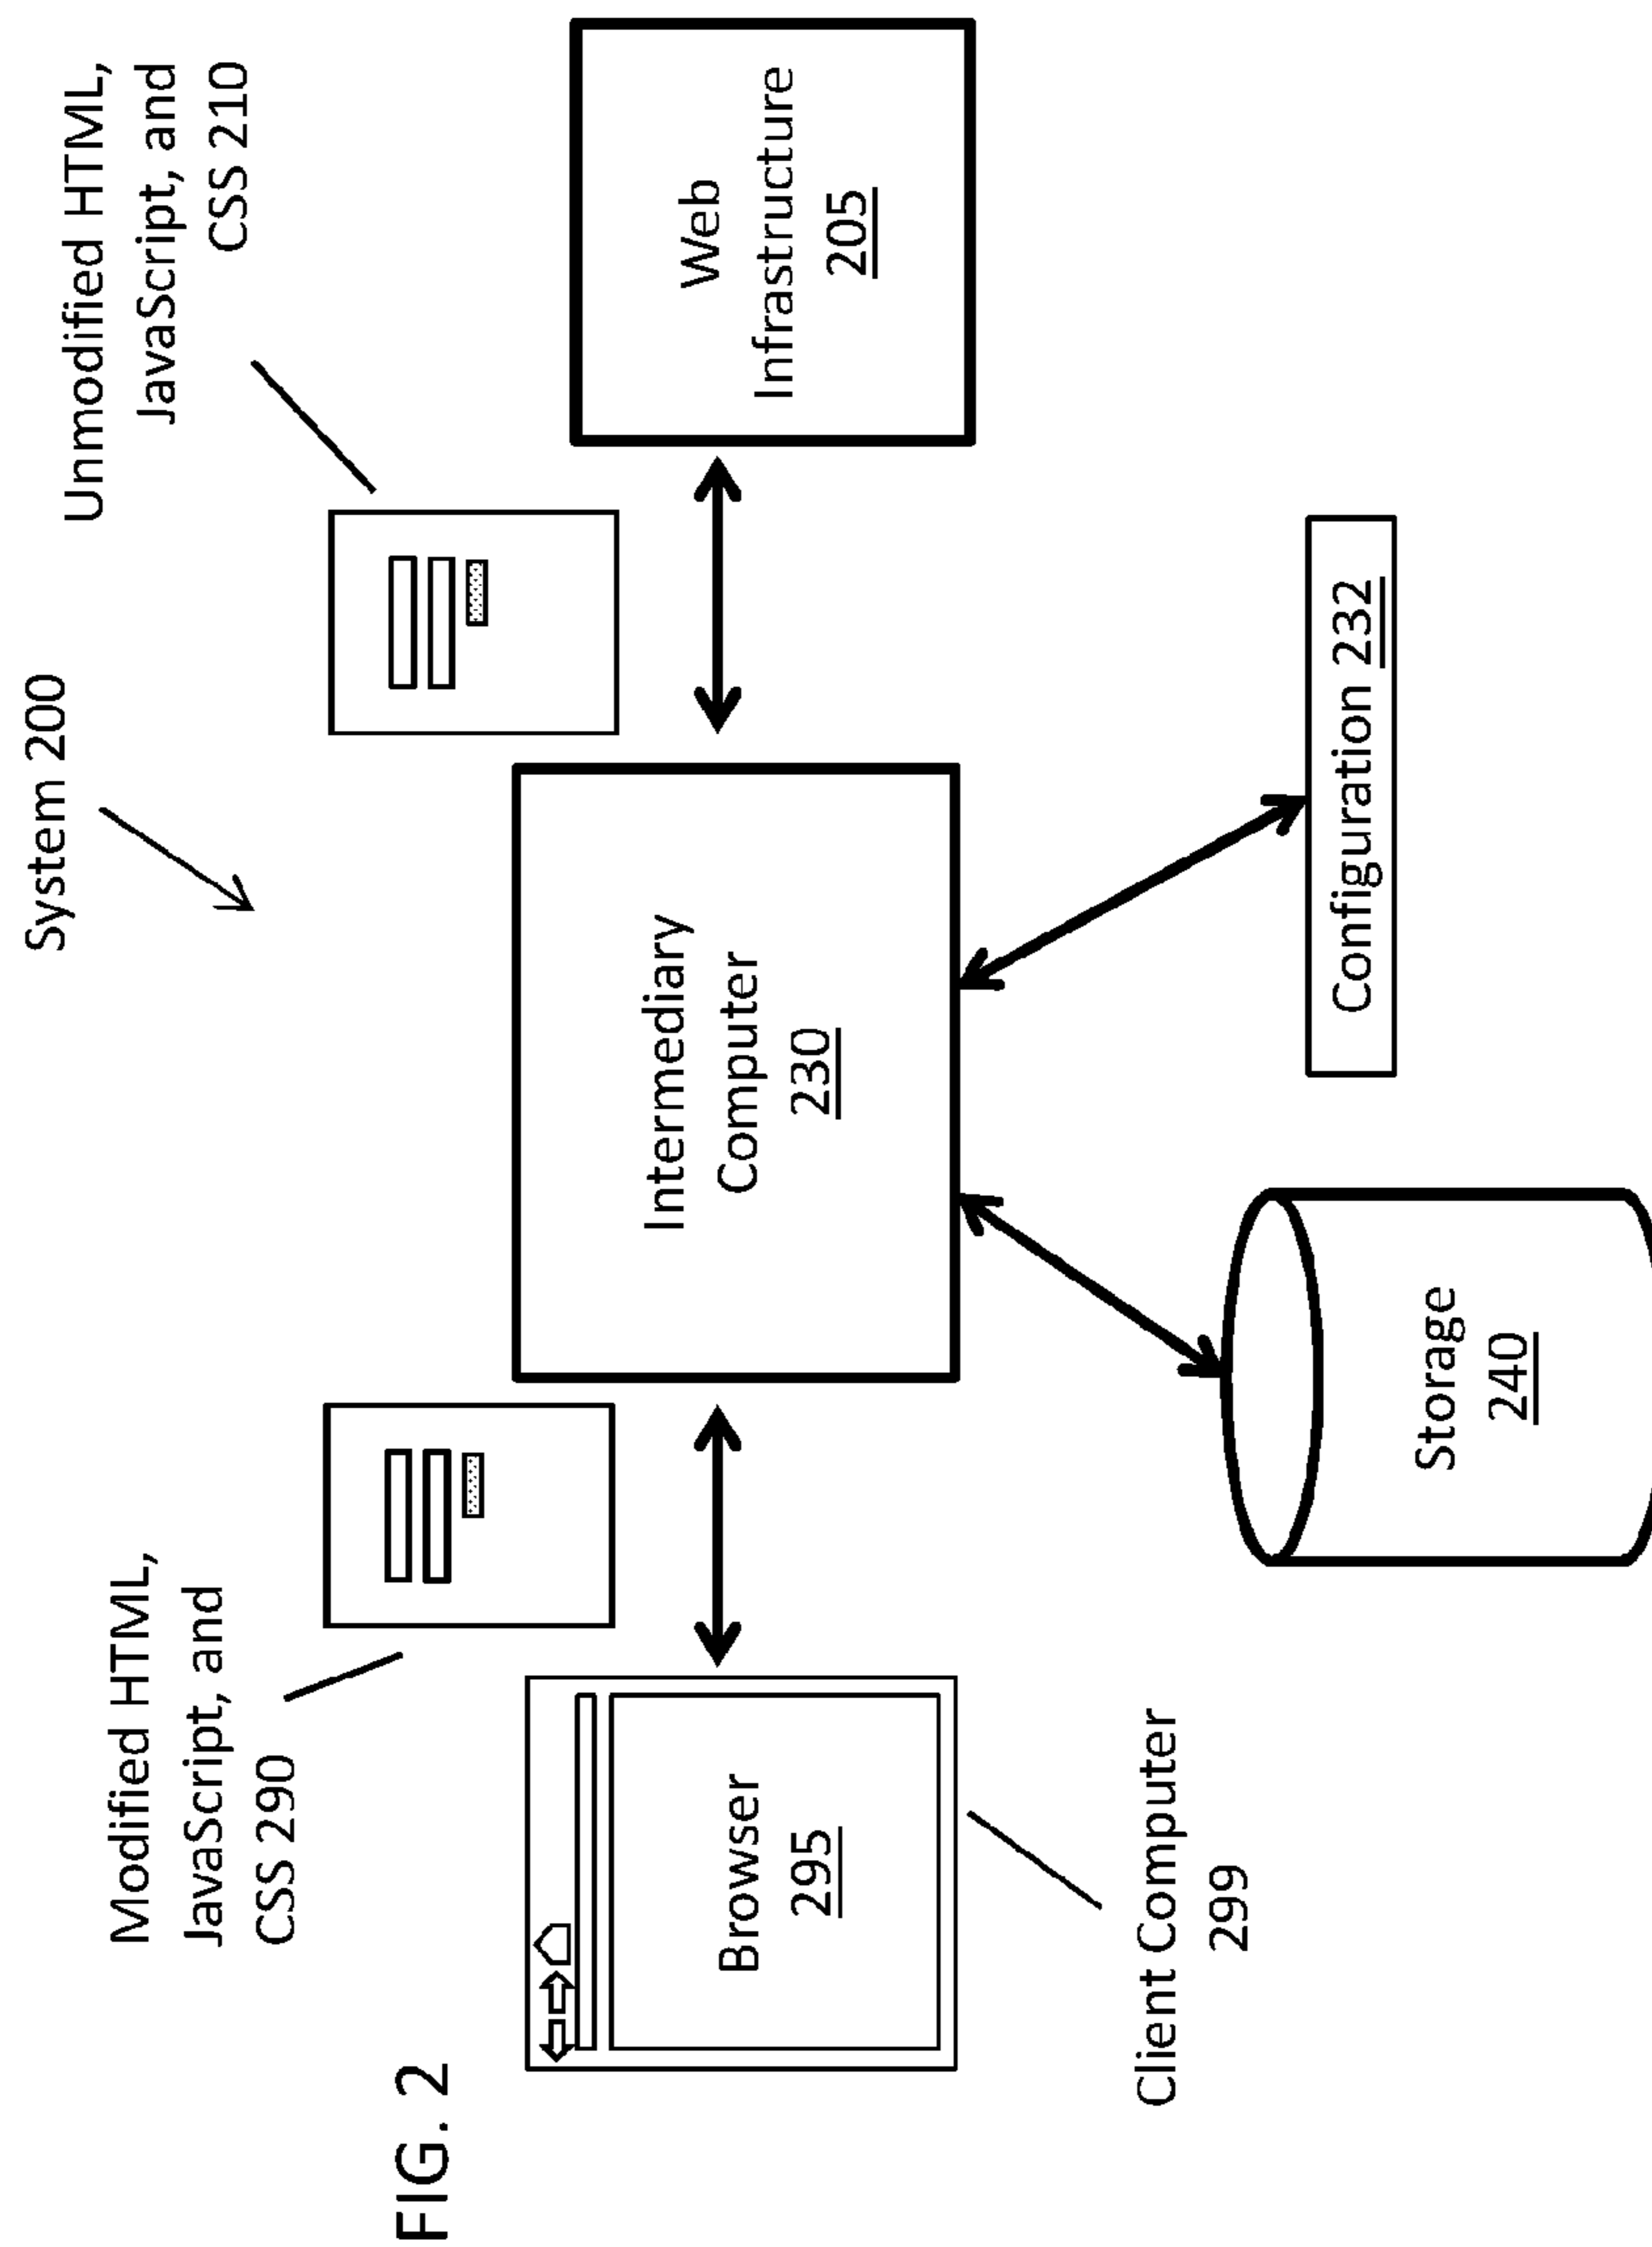 System 200
Unmodified HTML,
JavaScript, and
CSS 210
Modified HTML,
JavaScript, and
CSS 290
FIG. 2
Browser
295
Intermediary
Computer
230
Web
Infrastructure
205
Client Computer
299
Storage
240
Configuration 232